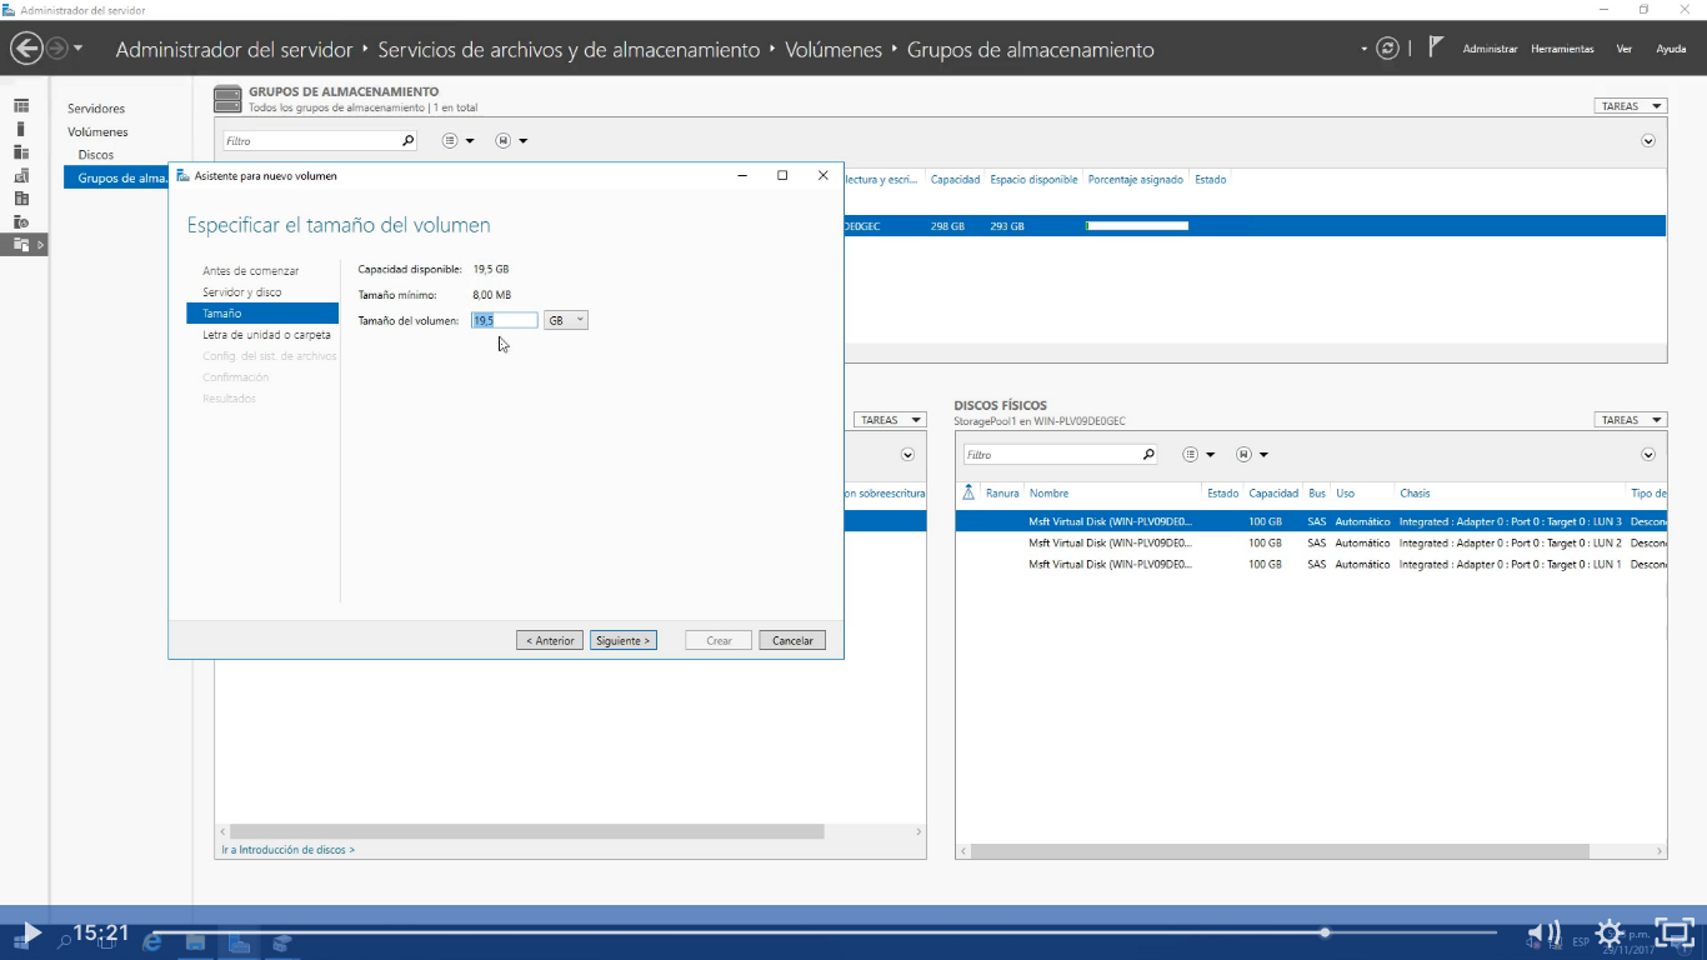 Administrador del servidor
Administrador del servidor ‣ Servicios de archivos y de almacenamiento ‣ Volúmenes ‣ Grupos de almacenamiento
Administrar Herramientas Ver Ayuda
Servidores
Volúmenes
Discos
Grupos de alma...
GRUPOS DE ALMACENAMIENTO
Todos los grupos de almacenamiento | 1 en total
TAREAS
Filtro
lectura y escri... Capacidad Espacio disponible Porcentaje asignado Estado
DE0GEC 298 GB 293 GB
Asistente para nuevo volumen
Especificar el tamaño del volumen
Antes de comenzar
Servidor y disco
Tamaño
Letra de unidad o carpeta
Config. del sist. de archivos
Confirmación
Resultados
Capacidad disponible: 19,5 GB
Tamaño mínimo: 8,00 MB
Tamaño del volumen: 19,5 GB
< Anterior Siguiente > Crear Cancelar
TAREAS
on sobreescritura
Ir a Introducción de discos >
DISCOS FÍSICOS
StoragePool1 en WIN-PLV09DE0GEC
TAREAS
Filtro
Ranura Nombre Estado Capacidad Bus Uso Chasis Tipo de
Msft Virtual Disk (WIN-PLV09DE0... 100 GB SAS Automático Integrated : Adapter 0 : Port 0 : Target 0 : LUN 3 Descon
Msft Virtual Disk (WIN-PLV09DE0... 100 GB SAS Automático Integrated : Adapter 0 : Port 0 : Target 0 : LUN 2 Descon
Msft Virtual Disk (WIN-PLV09DE0... 100 GB SAS Automático Integrated : Adapter 0 : Port 0 : Target 0 : LUN 1 Descon
15:21
ESP
p.m.
29/11/2017